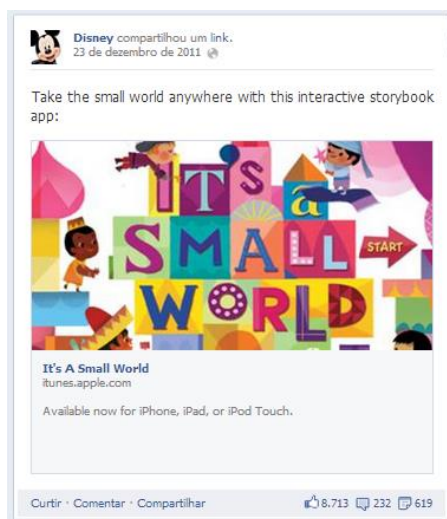 Disney compartilhou um link.
23 de dezembro de 2011
Take the small world anywhere with this interactive storybook
app:
IT'S a
SMALL
START
WORLD
It's A Small World
itunes.apple.com
Available now for iPhone, iPad, or iPod Touch.
Curtir · Comentar · Compartilhar 8.713 232 619